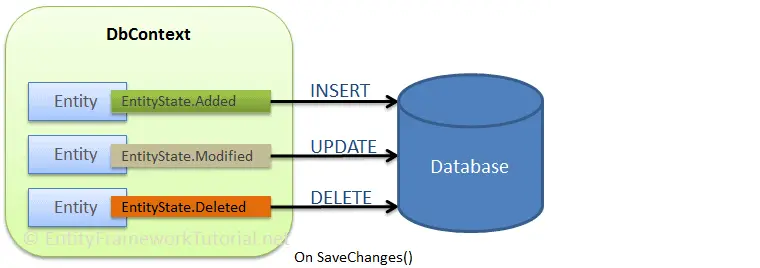 DbContext
Entity EntityState.Added INSERT
Entity EntityState.Modified UPDATE
Database
Entity EntityState.Deleted DELETE
© EntityFrameworkTutorial.net
On SaveChanges()